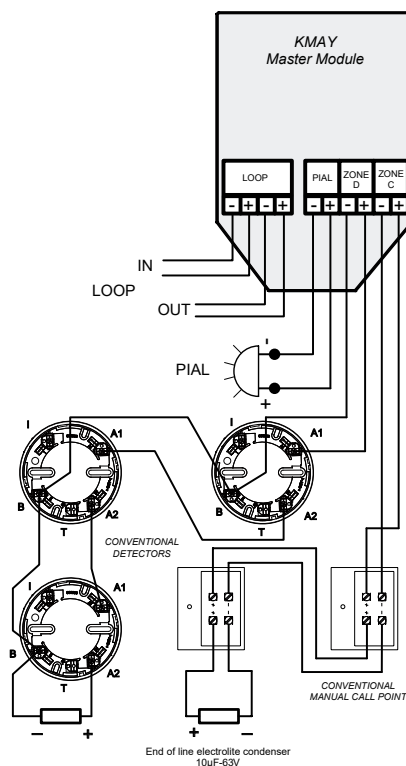 KMAY
Master Module
LOOP
PIAL
ZONE
D
ZONE
C
- + - +
- + - + - +
IN
LOOP
OUT
PIAL
-
+
I
A1
B
A2
T
I
A1
B
A2
T
CONVENTIONAL
DETECTORS
I
A1
B
A2
T
+ -
+ -
CONVENTIONAL
MANUAL CALL POINT
– +
+ –
End of line electrolite condenser
10uF-63V